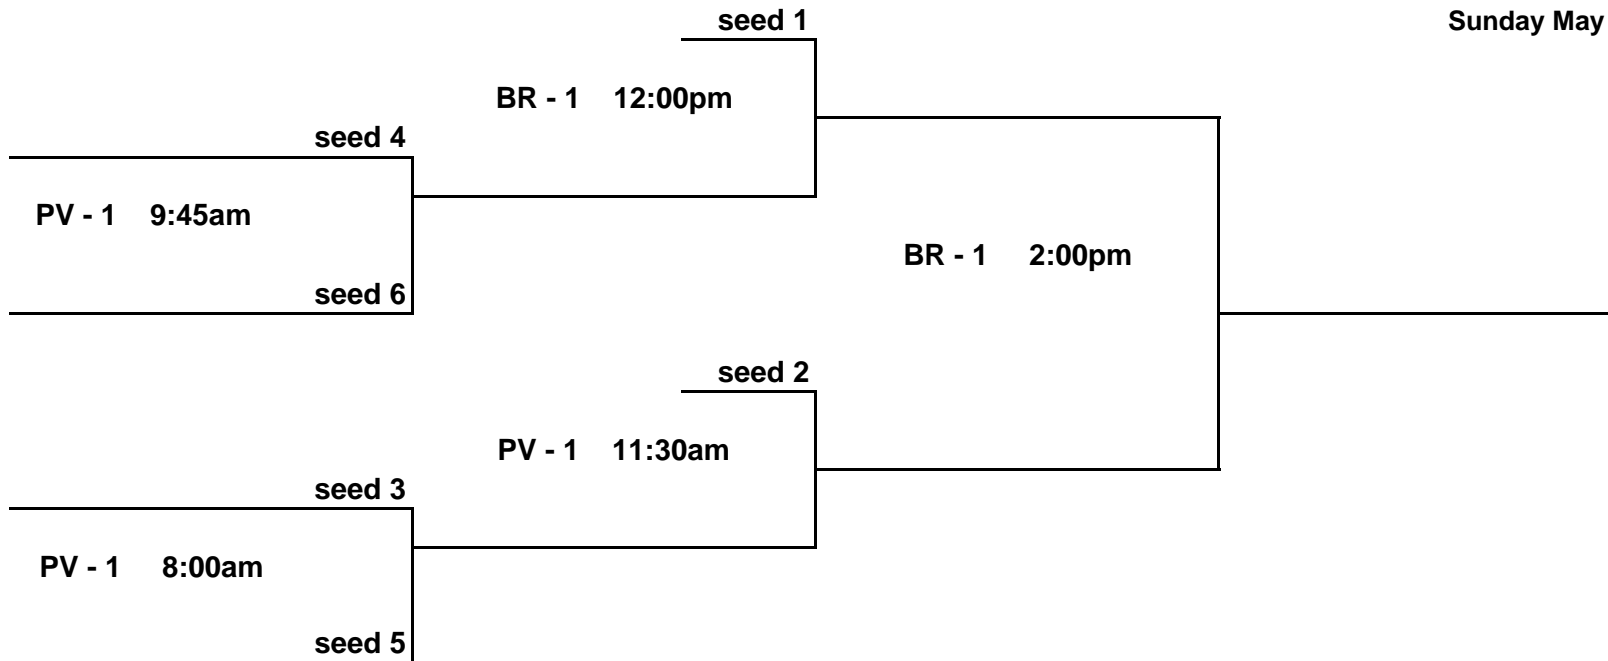 seed 1
Sunday May
BR - 1 12:00pm
seed 4
PV - 1 9:45am
BR - 1 2:00pm
seed 6
seed 2
PV - 1 11:30am
seed 3
PV - 1 8:00am
seed 5